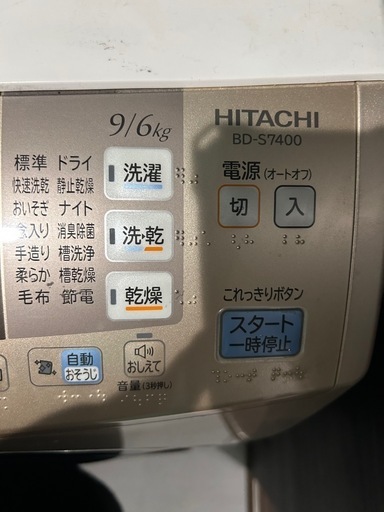 9/6kg
HITACHI
BD-S7400
標準 ドライ
快速洗乾 静止乾燥
おいそぎ ナイト
念入り 消臭除菌
手造り 槽洗浄
柔らか 槽乾燥
毛布 節電
洗濯
洗乾
乾燥
電源(オートオフ)
切 入
これっきりボタン
スタート
一時停止
自動
おそうじ
おしえて
音量(3秒押し)